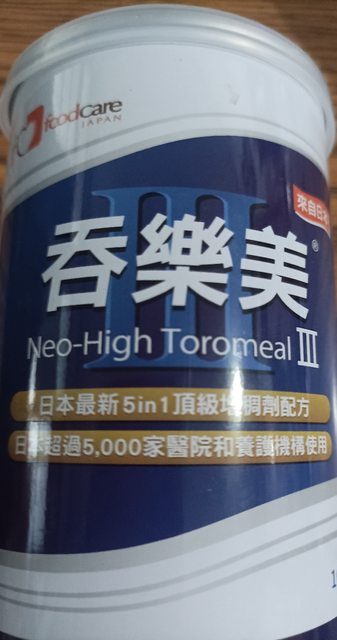 foodcare
JAPAN
來自日本
吞樂美®
Neo-High Toromeal III
日本最新5in1頂級增稠劑配方
日本超過5,000家醫院和養護機構使用